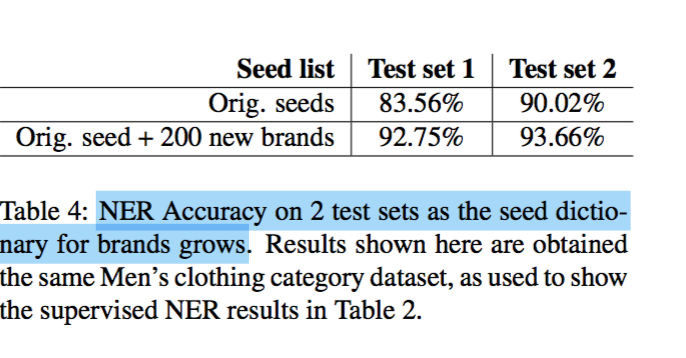 Seed list Test set 1 Test set 2
Orig. seeds 83.56% 90.02%
Orig. seed + 200 new brands 92.75% 93.66%
Table 4: NER Accuracy on 2 test sets as the seed dictio-
nary for brands grows. Results shown here are obtained
the same Men's clothing category dataset, as used to show
the supervised NER results in Table 2.